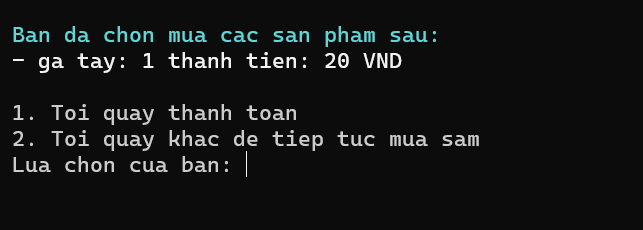 Ban da chon mua cac san pham sau:
- ga tay: 1 thanh tien: 20 VND
1. Toi quay thanh toan
2. Toi quay khac de tiep tuc mua sam
Lua chon cua ban: